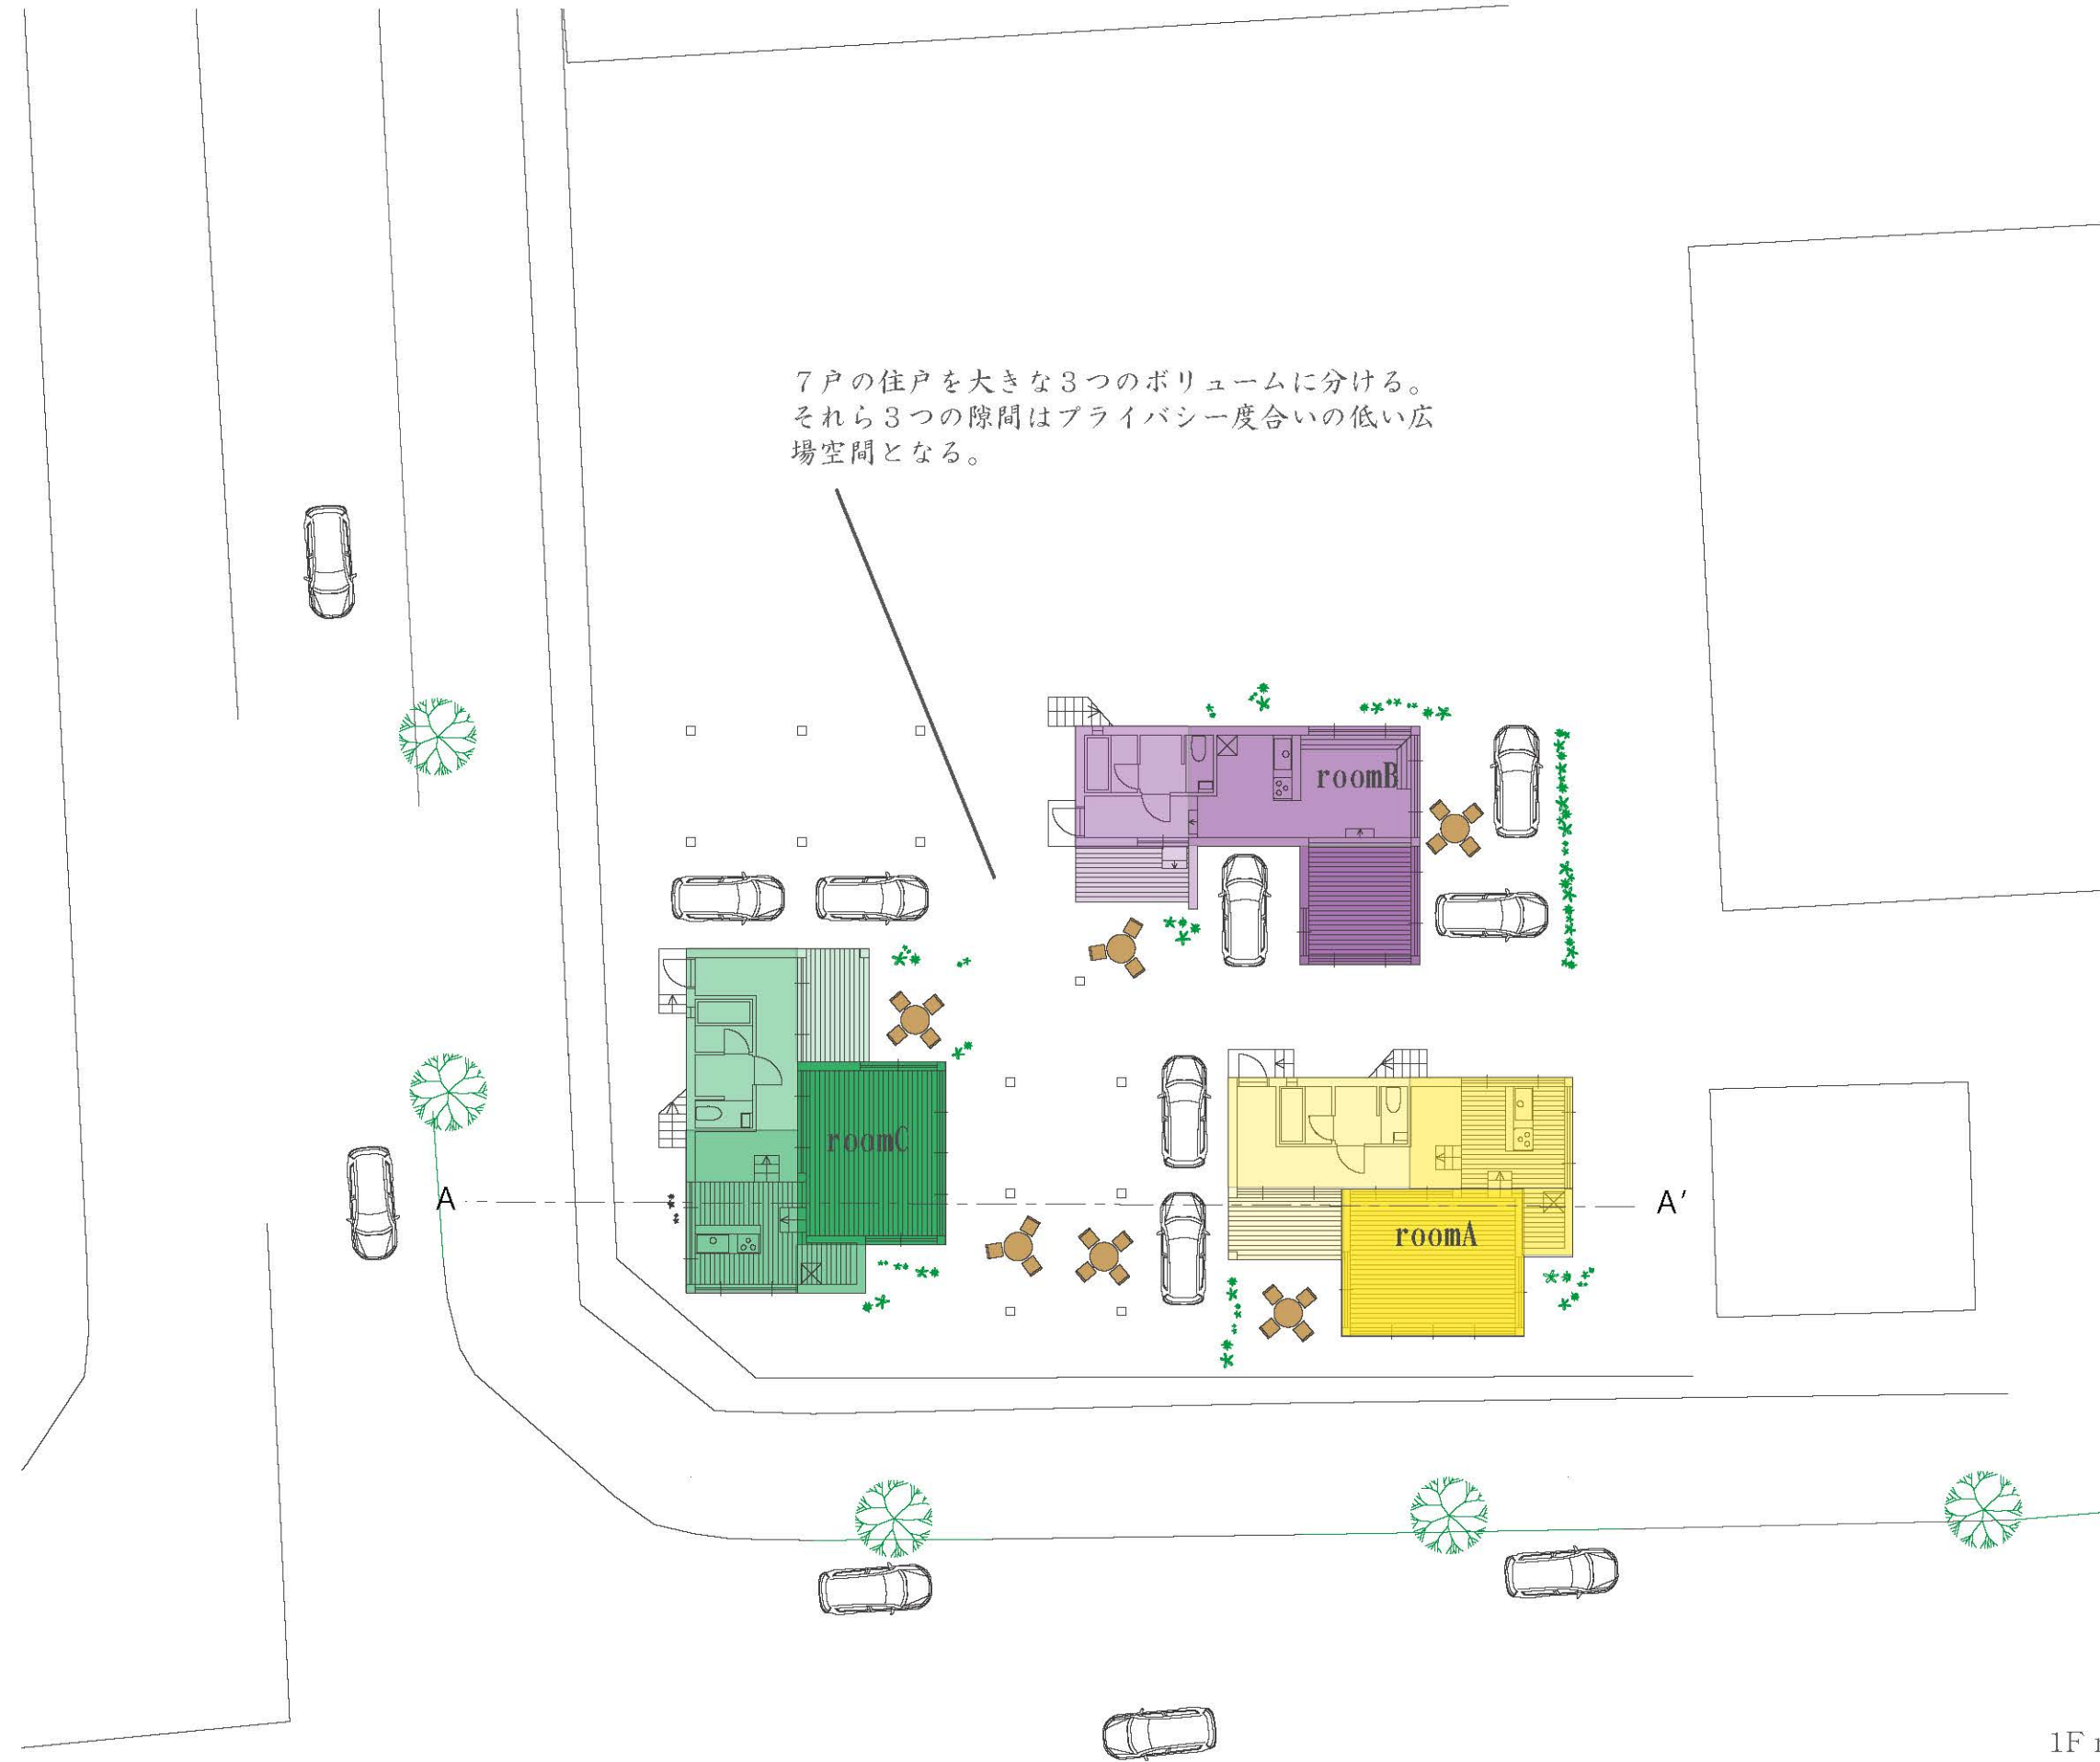 7戸の住戸を大きな3つのボリュームに分ける。
それら3つの隙間はプライバシー度合いの低い広
場空間となる。
roomB
roomC
A
A′
roomA
1F